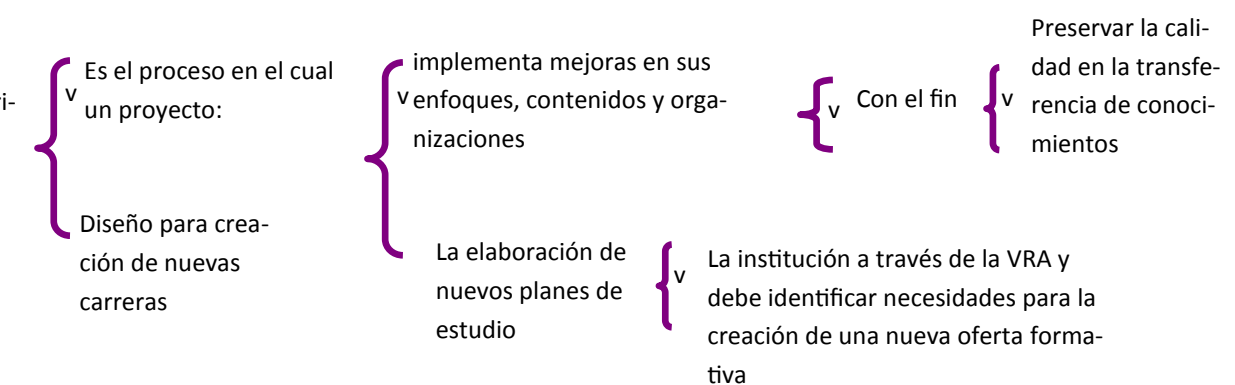 ri-
v
Es el proceso en el cual
un proyecto:
Diseño para crea-
ción de nuevas
carreras
implementa mejoras en sus
v
enfoques, contenidos y orga-
nizaciones
La elaboración de
nuevos planes de
estudio
v
Con el fin
v
Preservar la cali-
dad en la transfe-
rencia de conoci-
mientos
v
La institución a través de la VRA y
debe identificar necesidades para la
creación de una nueva oferta forma-
tiva